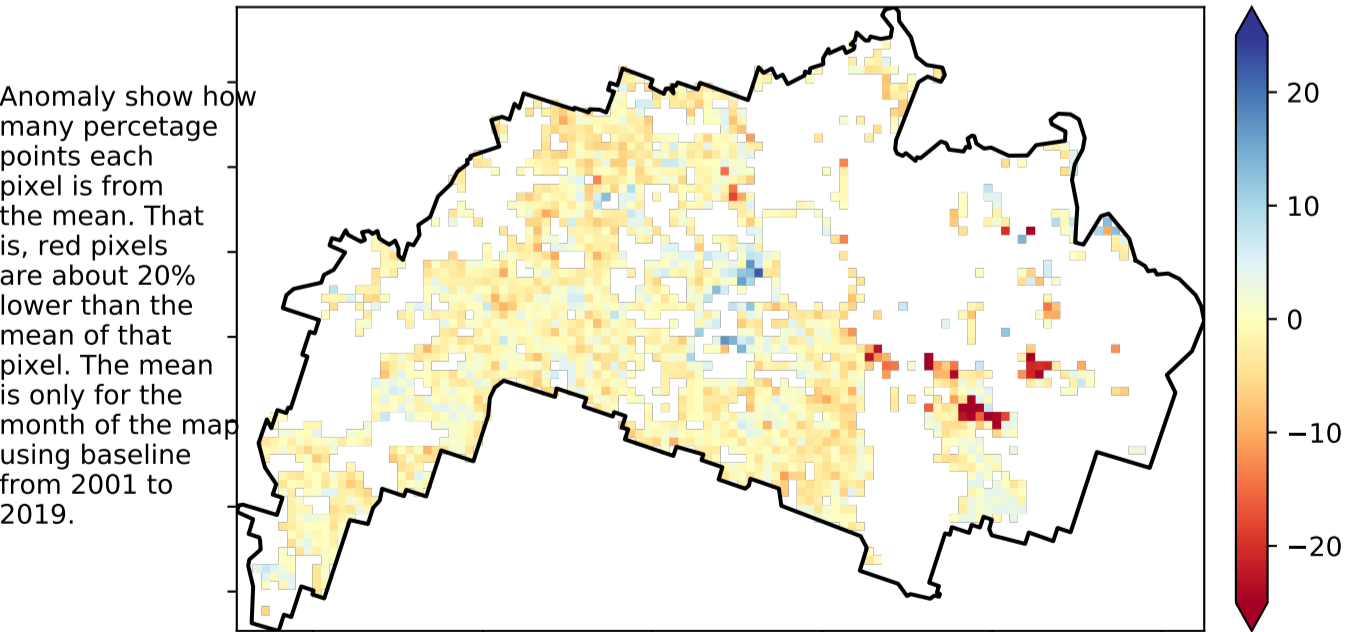 Anomaly show how
many percetage
points each
pixel is from
the mean. That
is, red pixels
are about 20%
lower than the
mean of that
pixel. The mean
is only for the
month of the map
using baseline
from 2001 to
2019.
20
10
0
−10
−20